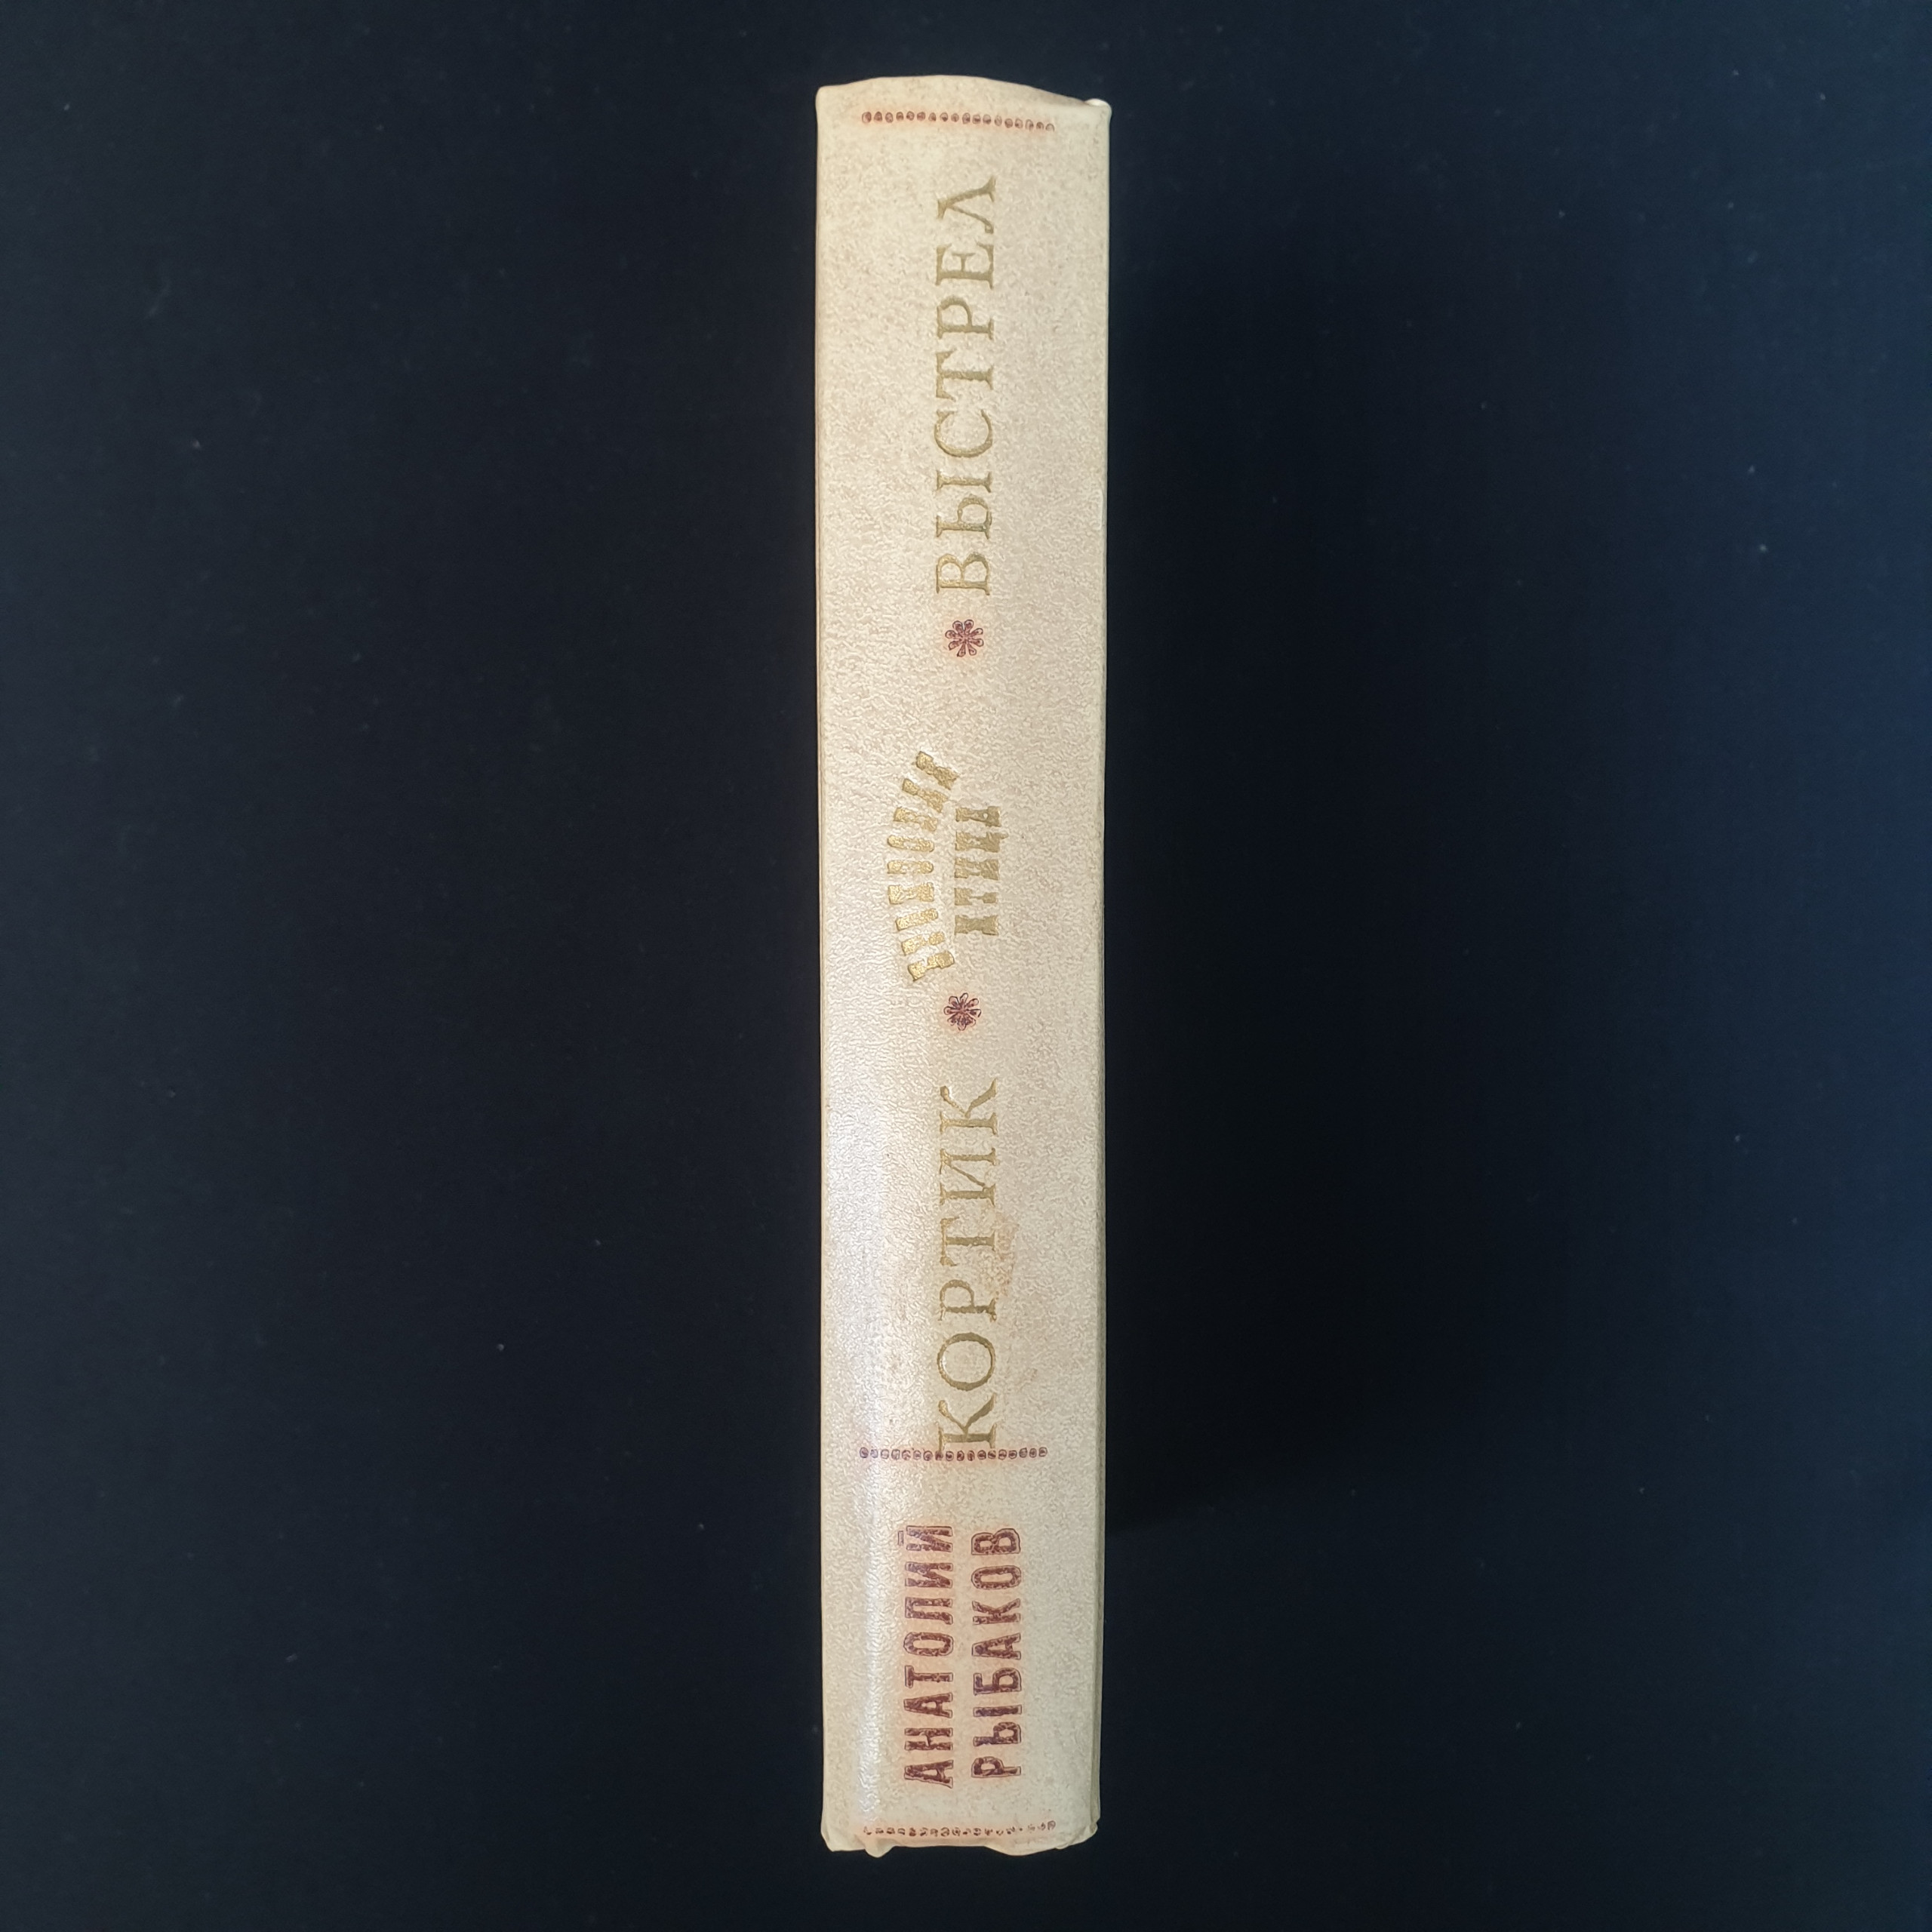 АНАТОЛИЙ
РЫБАКОВ
КОРТИК * БРОНЗОВАЯ
ПТИЦА * ВЫСТРЕЛ